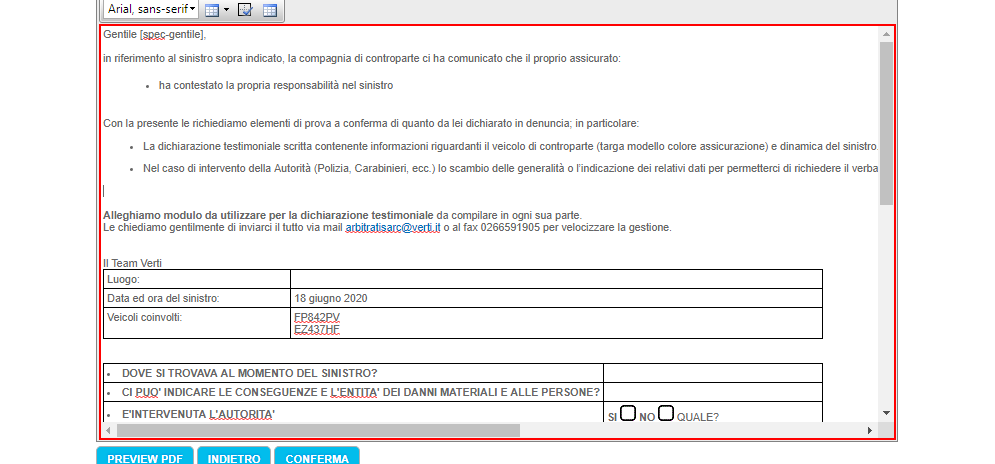 Arial, sans-serif
Gentile [spec-gentile],
in riferimento al sinistro sopra indicato, la compagnia di controparte ci ha comunicato che il proprio assicurato:
• ha contestato la propria responsabilità nel sinistro
Con la presente le richiediamo elementi di prova a conferma di quanto da lei dichiarato in denuncia; in particolare:
• La dichiarazione testimoniale scritta contenente informazioni riguardanti il veicolo di controparte (targa modello colore assicurazione) e dinamica del sinistro.
• Nel caso di intervento della Autorità (Polizia, Carabinieri, ecc.) lo scambio delle generalità o l'indicazione dei relativi dati per permetterci di richiedere il verba
Alleghiamo modulo da utilizzare per la dichiarazione testimoniale da compilare in ogni sua parte.
Le chiediamo gentilmente di inviarci il tutto via mail arbitratisarc@verti.it o al fax 0266591905 per velocizzare la gestione.
Il Team Verti
Luogo:
Data ed ora del sinistro: 18 giugno 2020
Veicoli coinvolti: FP842PV
EZ437HF
• DOVE SI TROVAVA AL MOMENTO DEL SINISTRO?
• CI PUO' INDICARE LE CONSEGUENZE E L'ENTITA' DEI DANNI MATERIALI E ALLE PERSONE?
• E'INTERVENUTA L'AUTORITA' SI NO QUALE?
PREVIEW PDF INDIETRO CONFERMA